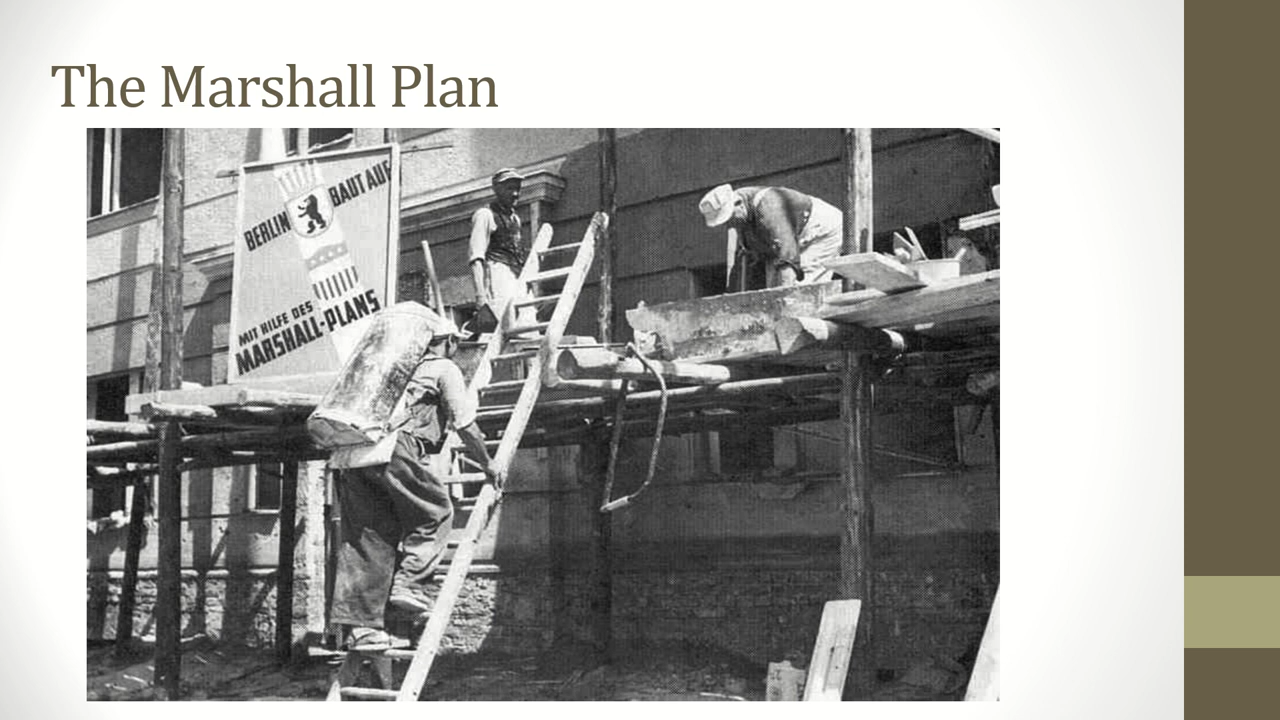 The Marshall Plan
BERLIN BAUT AUF
MIT HILFE DES
MARSHALL-PLANS